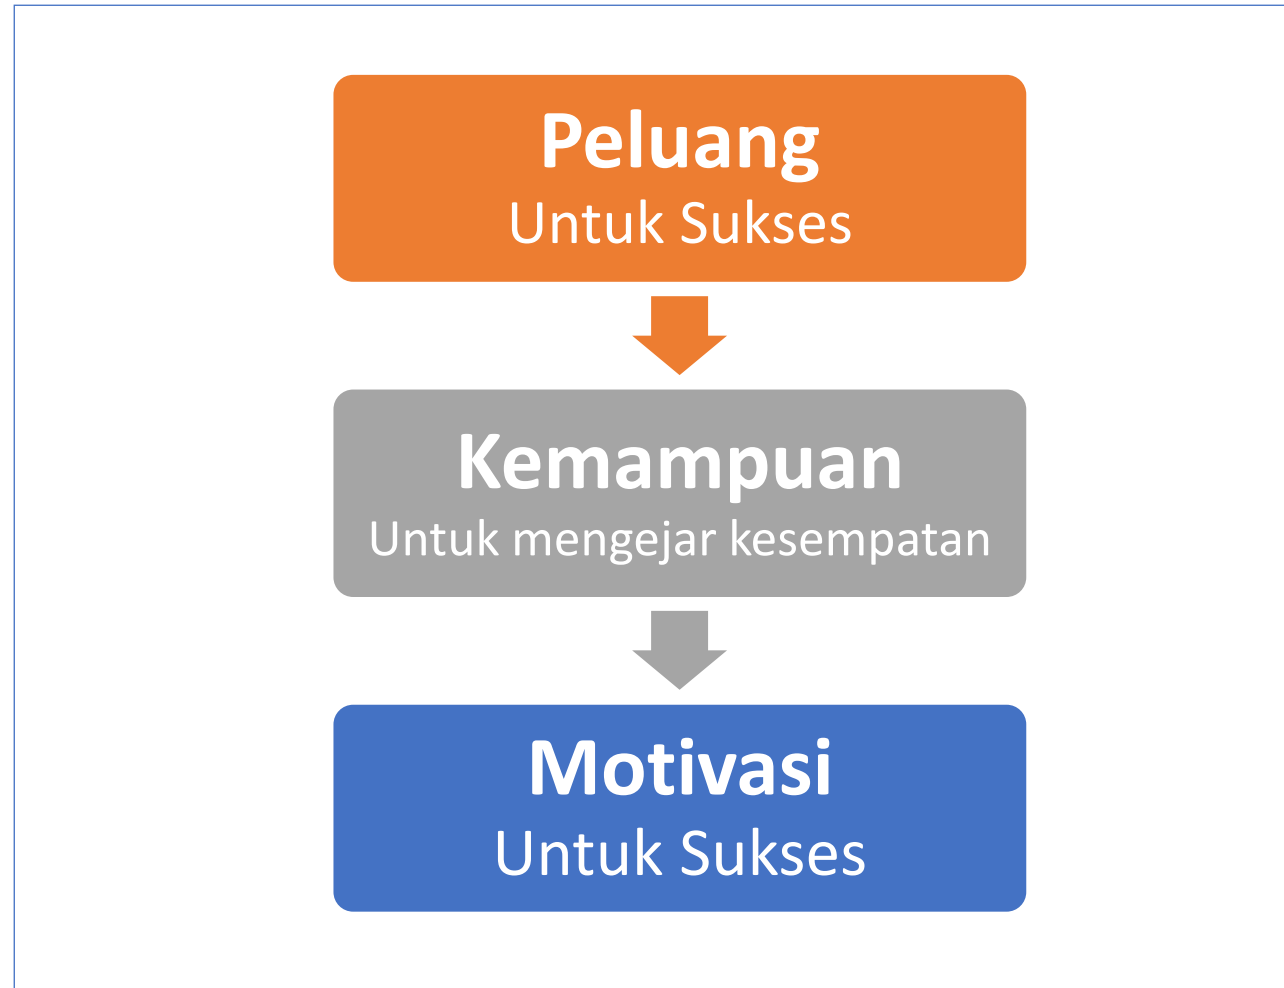 Peluang
Untuk Sukses
Kemampuan
Untuk mengejar kesempatan
Motivasi
Untuk Sukses